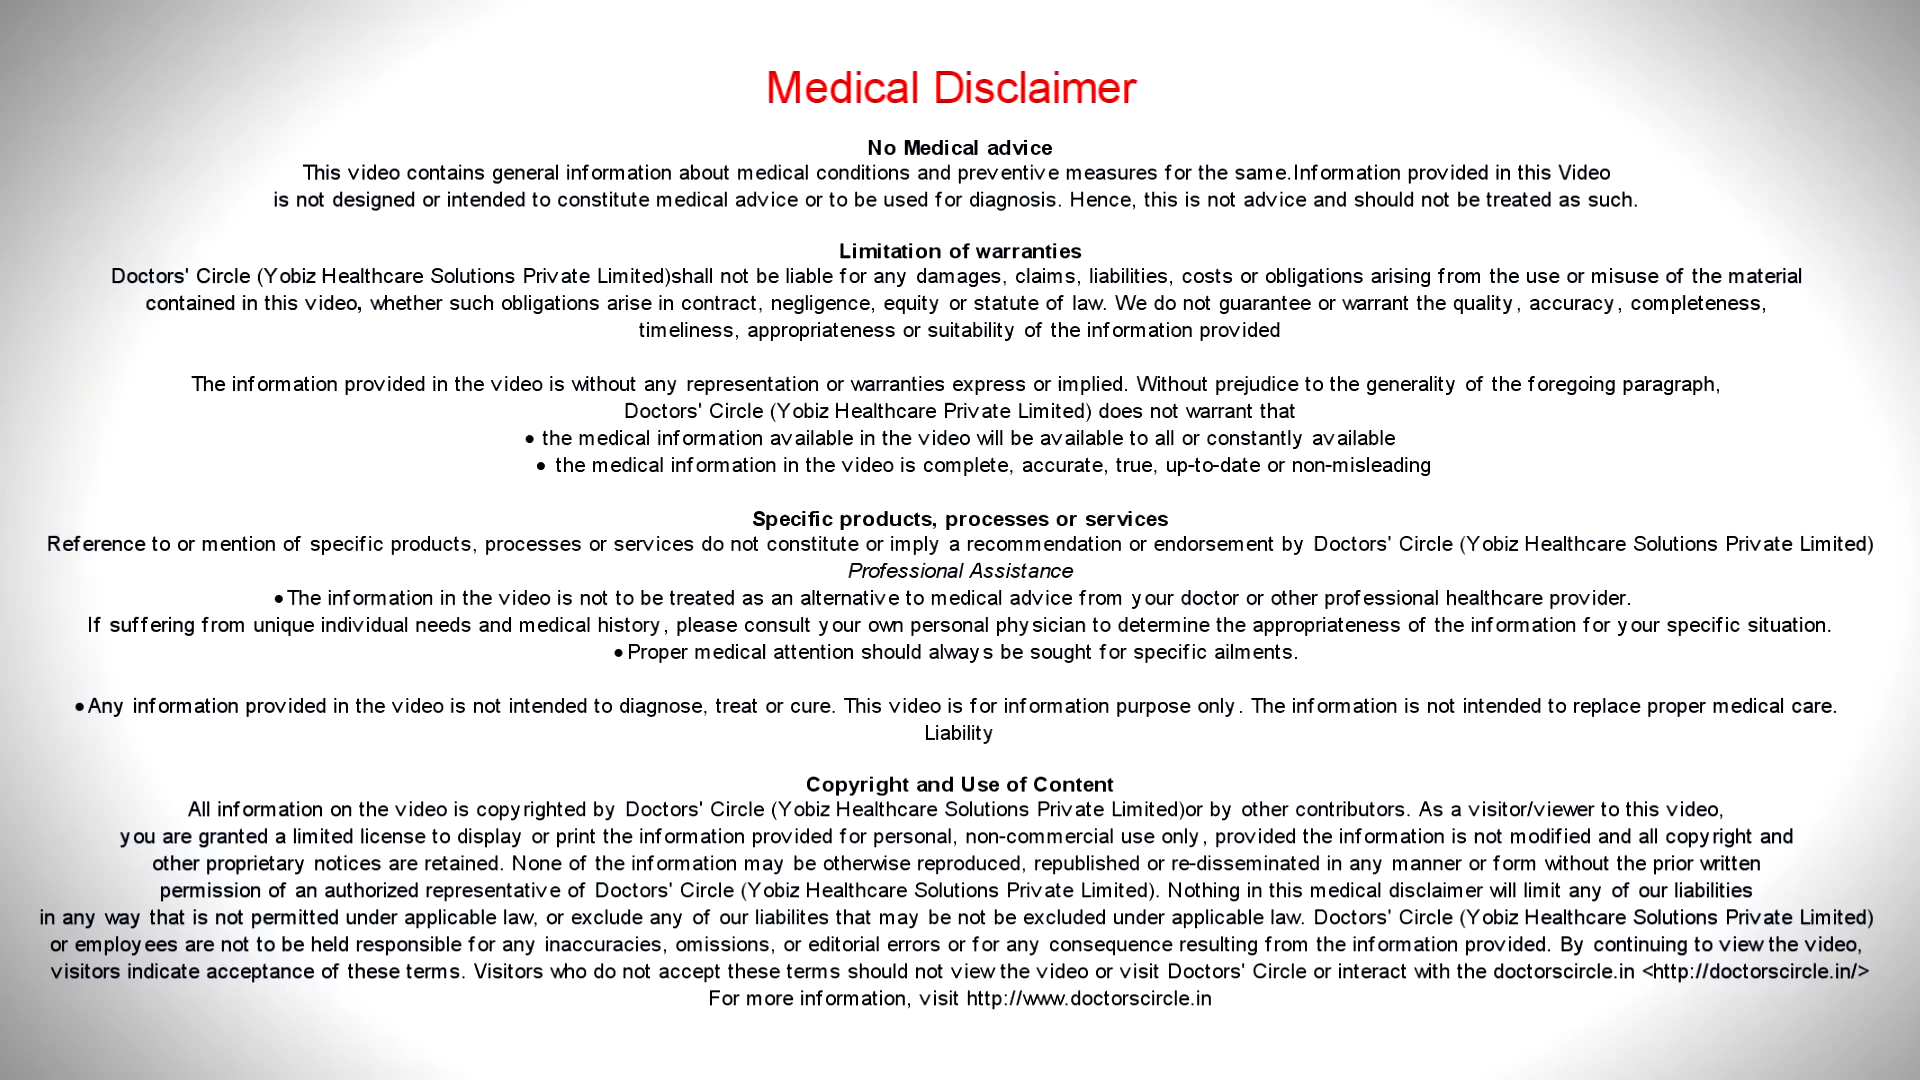 Medical Disclaimer
No Medical advice
This video contains general information about medical conditions and preventive measures for the same.Information provided in this Video
is not designed or intended to constitute medical advice or to be used for diagnosis. Hence, this is not advice and should not be treated as such.
Limitation of warranties
Doctors' Circle (Yobiz Healthcare Solutions Private Limited)shall not be liable for any damages, claims, liabilities, costs or obligations arising from the use or misuse of the material
contained in this video, whether such obligations arise in contract, negligence, equity or statute of law. We do not guarantee or warrant the quality, accuracy, completeness,
timeliness, appropriateness or suitability of the information provided
The information provided in the video is without any representation or warranties express or implied. Without prejudice to the generality of the foregoing paragraph,
Doctors' Circle (Yobiz Healthcare Private Limited) does not warrant that
• the medical information available in the video will be available to all or constantly available
• the medical information in the video is complete, accurate, true, up-to-date or non-misleading
Specific products, processes or services
Reference to or mention of specific products, processes or services do not constitute or imply a recommendation or endorsement by Doctors' Circle (Yobiz Healthcare Solutions Private Limited)
Professional Assistance
•The information in the video is not to be treated as an alternative to medical advice from your doctor or other professional healthcare provider.
If suffering from unique individual needs and medical history, please consult your own personal physician to determine the appropriateness of the information for your specific situation.
•Proper medical attention should always be sought for specific ailments.
•Any information provided in the video is not intended to diagnose, treat or cure. This video is for information purpose only. The information is not intended to replace proper medical care.
Liability
Copyright and Use of Content
All information on the video is copyrighted by Doctors' Circle (Yobiz Healthcare Solutions Private Limited)or by other contributors. As a visitor/viewer to this video,
you are granted a limited license to display or print the information provided for personal, non-commercial use only, provided the information is not modified and all copyright and
other proprietary notices are retained. None of the information may be otherwise reproduced, republished or re-disseminated in any manner or form without the prior written
permission of an authorized representative of Doctors' Circle (Yobiz Healthcare Solutions Private Limited). Nothing in this medical disclaimer will limit any of our liabilities
in any way that is not permitted under applicable law, or exclude any of our liabilites that may be not be excluded under applicable law. Doctors' Circle (Yobiz Healthcare Solutions Private Limited)
or employees are not to be held responsible for any inaccuracies, omissions, or editorial errors or for any consequence resulting from the information provided. By continuing to view the video,
visitors indicate acceptance of these terms. Visitors who do not accept these terms should not view the video or visit Doctors' Circle or interact with the doctorscircle.in <http://doctorscircle.in/>
For more information, visit http://www.doctorscircle.in